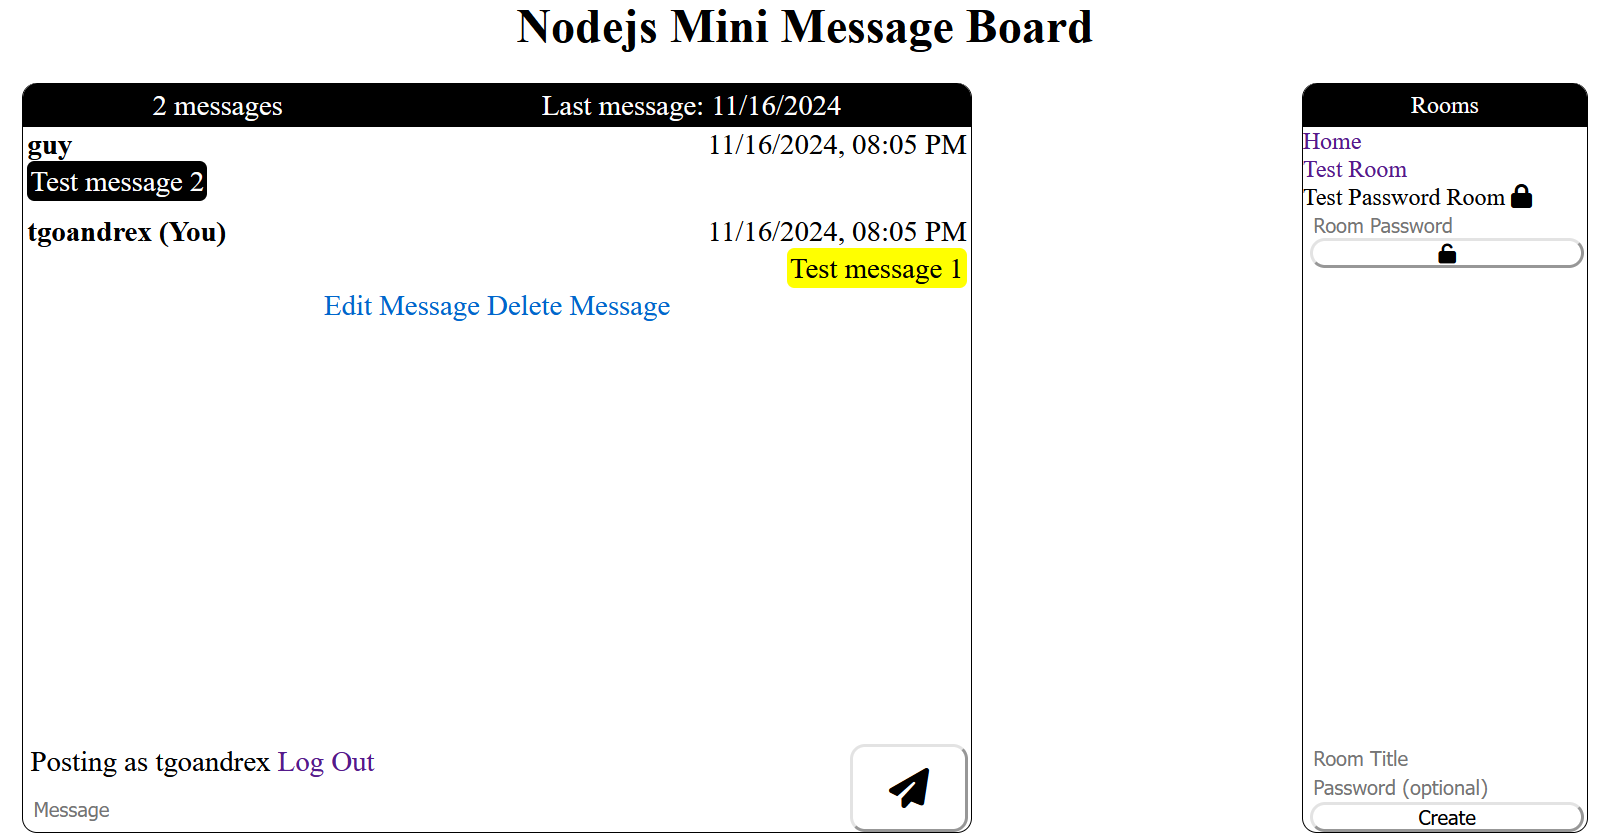 Nodejs Mini Message Board
2 messages Last message: 11/16/2024
guy 11/16/2024, 08:05 PM
Test message 2
tgoandrex (You) 11/16/2024, 08:05 PM
Test message 1
Edit Message Delete Message
Posting as tgoandrex Log Out
Message
Rooms
Home
Test Room
Test Password Room
Room Password
Room Title
Password (optional)
Create